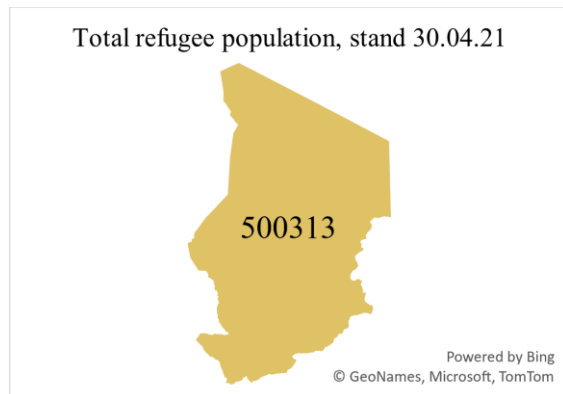 Total refugee population, stand 30.04.21
500313
Powered by Bing
© GeoNames, Microsoft, TomTom